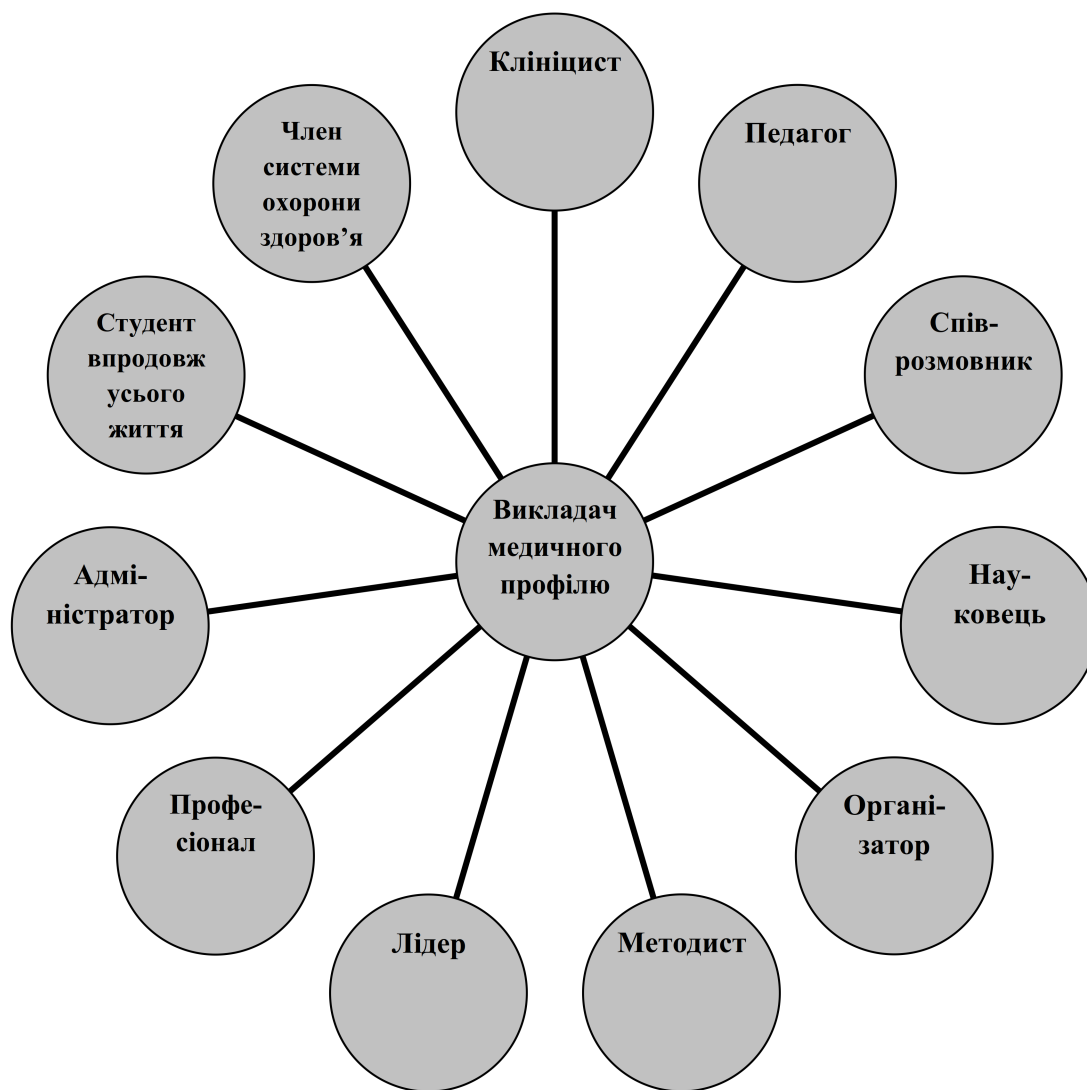 Клініцист
Педагог
Спів-
розмовник
Нау-
ковець
Органі-
затор
Методист
Лідер
Профе-
сіонал
Адмі-
ністратор
Студент
впродовж
усього
життя
Член
системи
охорони
здоров’я
Викладач
медичного
профілю